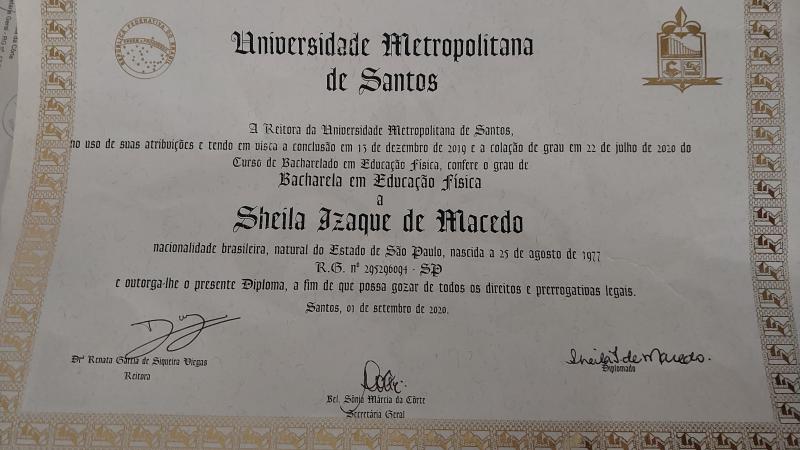 Universidade Metropolitana
de Santos
A Reitora da Universidade Metropolitana de Santos,
no uso de suas atribuições e tendo em visca a conclusão em 13 de dezembro de 2019 e a colação de grau em 22 de julho de 2020 do
Curso de Bacharelado em Educação Física, confere o grau de
Bacharela em Educação Física
a
Sheila Izaque de Macedo
nacionalidade brasileira, natural do Estado de São Paulo, nascida a 25 de agosto de 1977
R.G. nº 295296094 - SP
e outorga-lhe o presente Diploma, a fim de que possa gozar de todos os direitos e prerrogativas legais.
Santos, 01 de setembro de 2020.
Drª Renata Garcia de Siqueira Viegas
Reitora
Bel. Sônia Márcia da Côrte
Secretária Geral
Sheila I de Macedo.
Diplomado